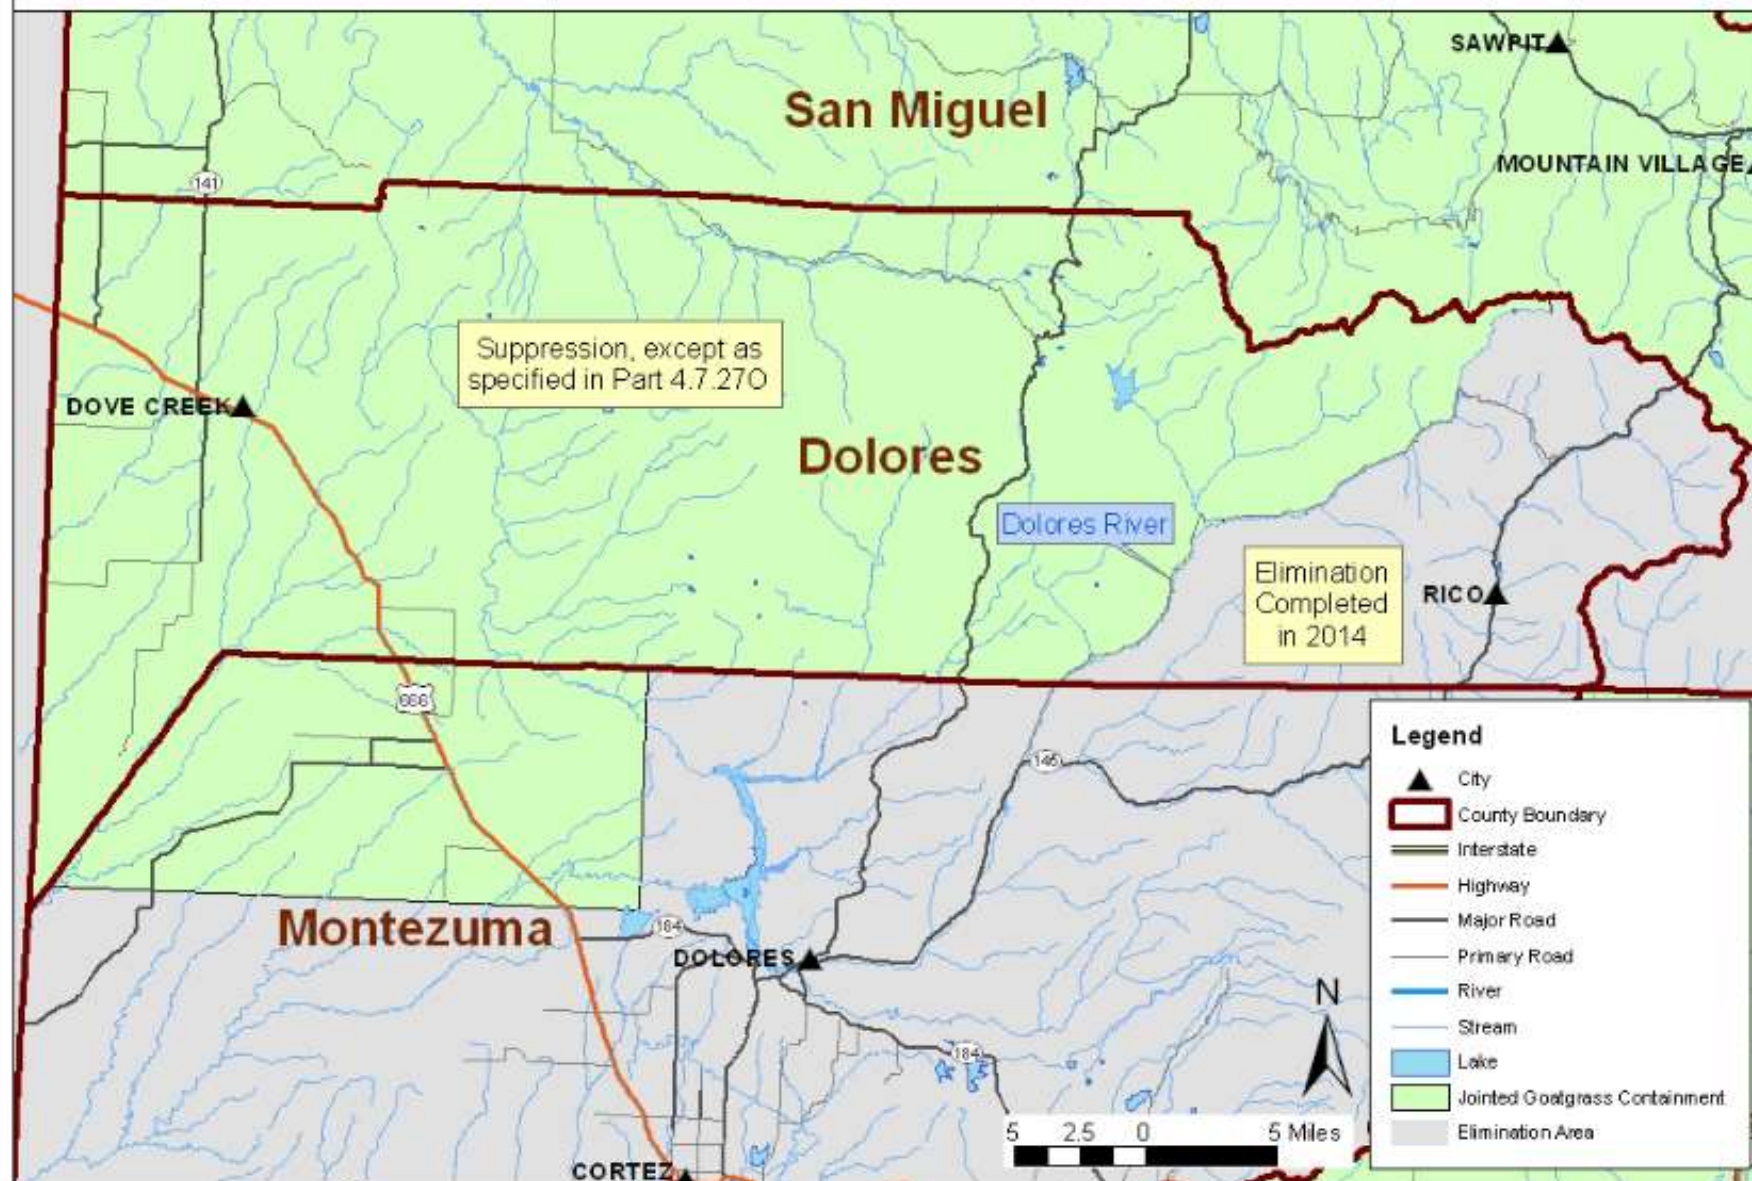 SAWPIT
San Miguel
MOUNTAIN VILLAGE
141
Suppression, except as
specified in Part 4.7.27O
DOVE CREEK
Dolores
Dolores River
Elimination
Completed
in 2014
RICO
666
Legend
City
County Boundary
Interstate
Highway
Major Road
Primary Road
River
Stream
Lake
Jointed Goatgrass Containment
Elimination Area
145
Montezuma
184
DOLORES
N
184
5 2.5 0 5 Miles
CORTEZ